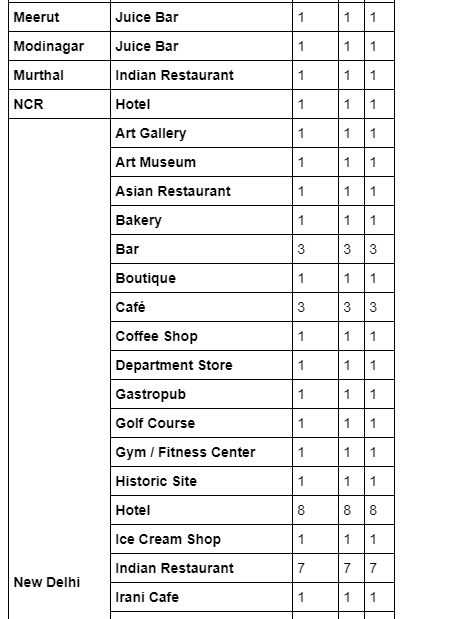 Meerut Juice Bar 1 1 1
Modinagar Juice Bar 1 1 1
Murthal Indian Restaurant 1 1 1
NCR Hotel 1 1 1
Art Gallery 1 1 1
Art Museum 1 1 1
Asian Restaurant 1 1 1
Bakery 1 1 1
Bar 3 3 3
Boutique 1 1 1
Café 3 3 3
Coffee Shop 1 1 1
Department Store 1 1 1
Gastropub 1 1 1
Golf Course 1 1 1
Gym / Fitness Center 1 1 1
Historic Site 1 1 1
Hotel 8 8 8
Ice Cream Shop 1 1 1
Indian Restaurant 7 7 7
New Delhi
Irani Cafe 1 1 1